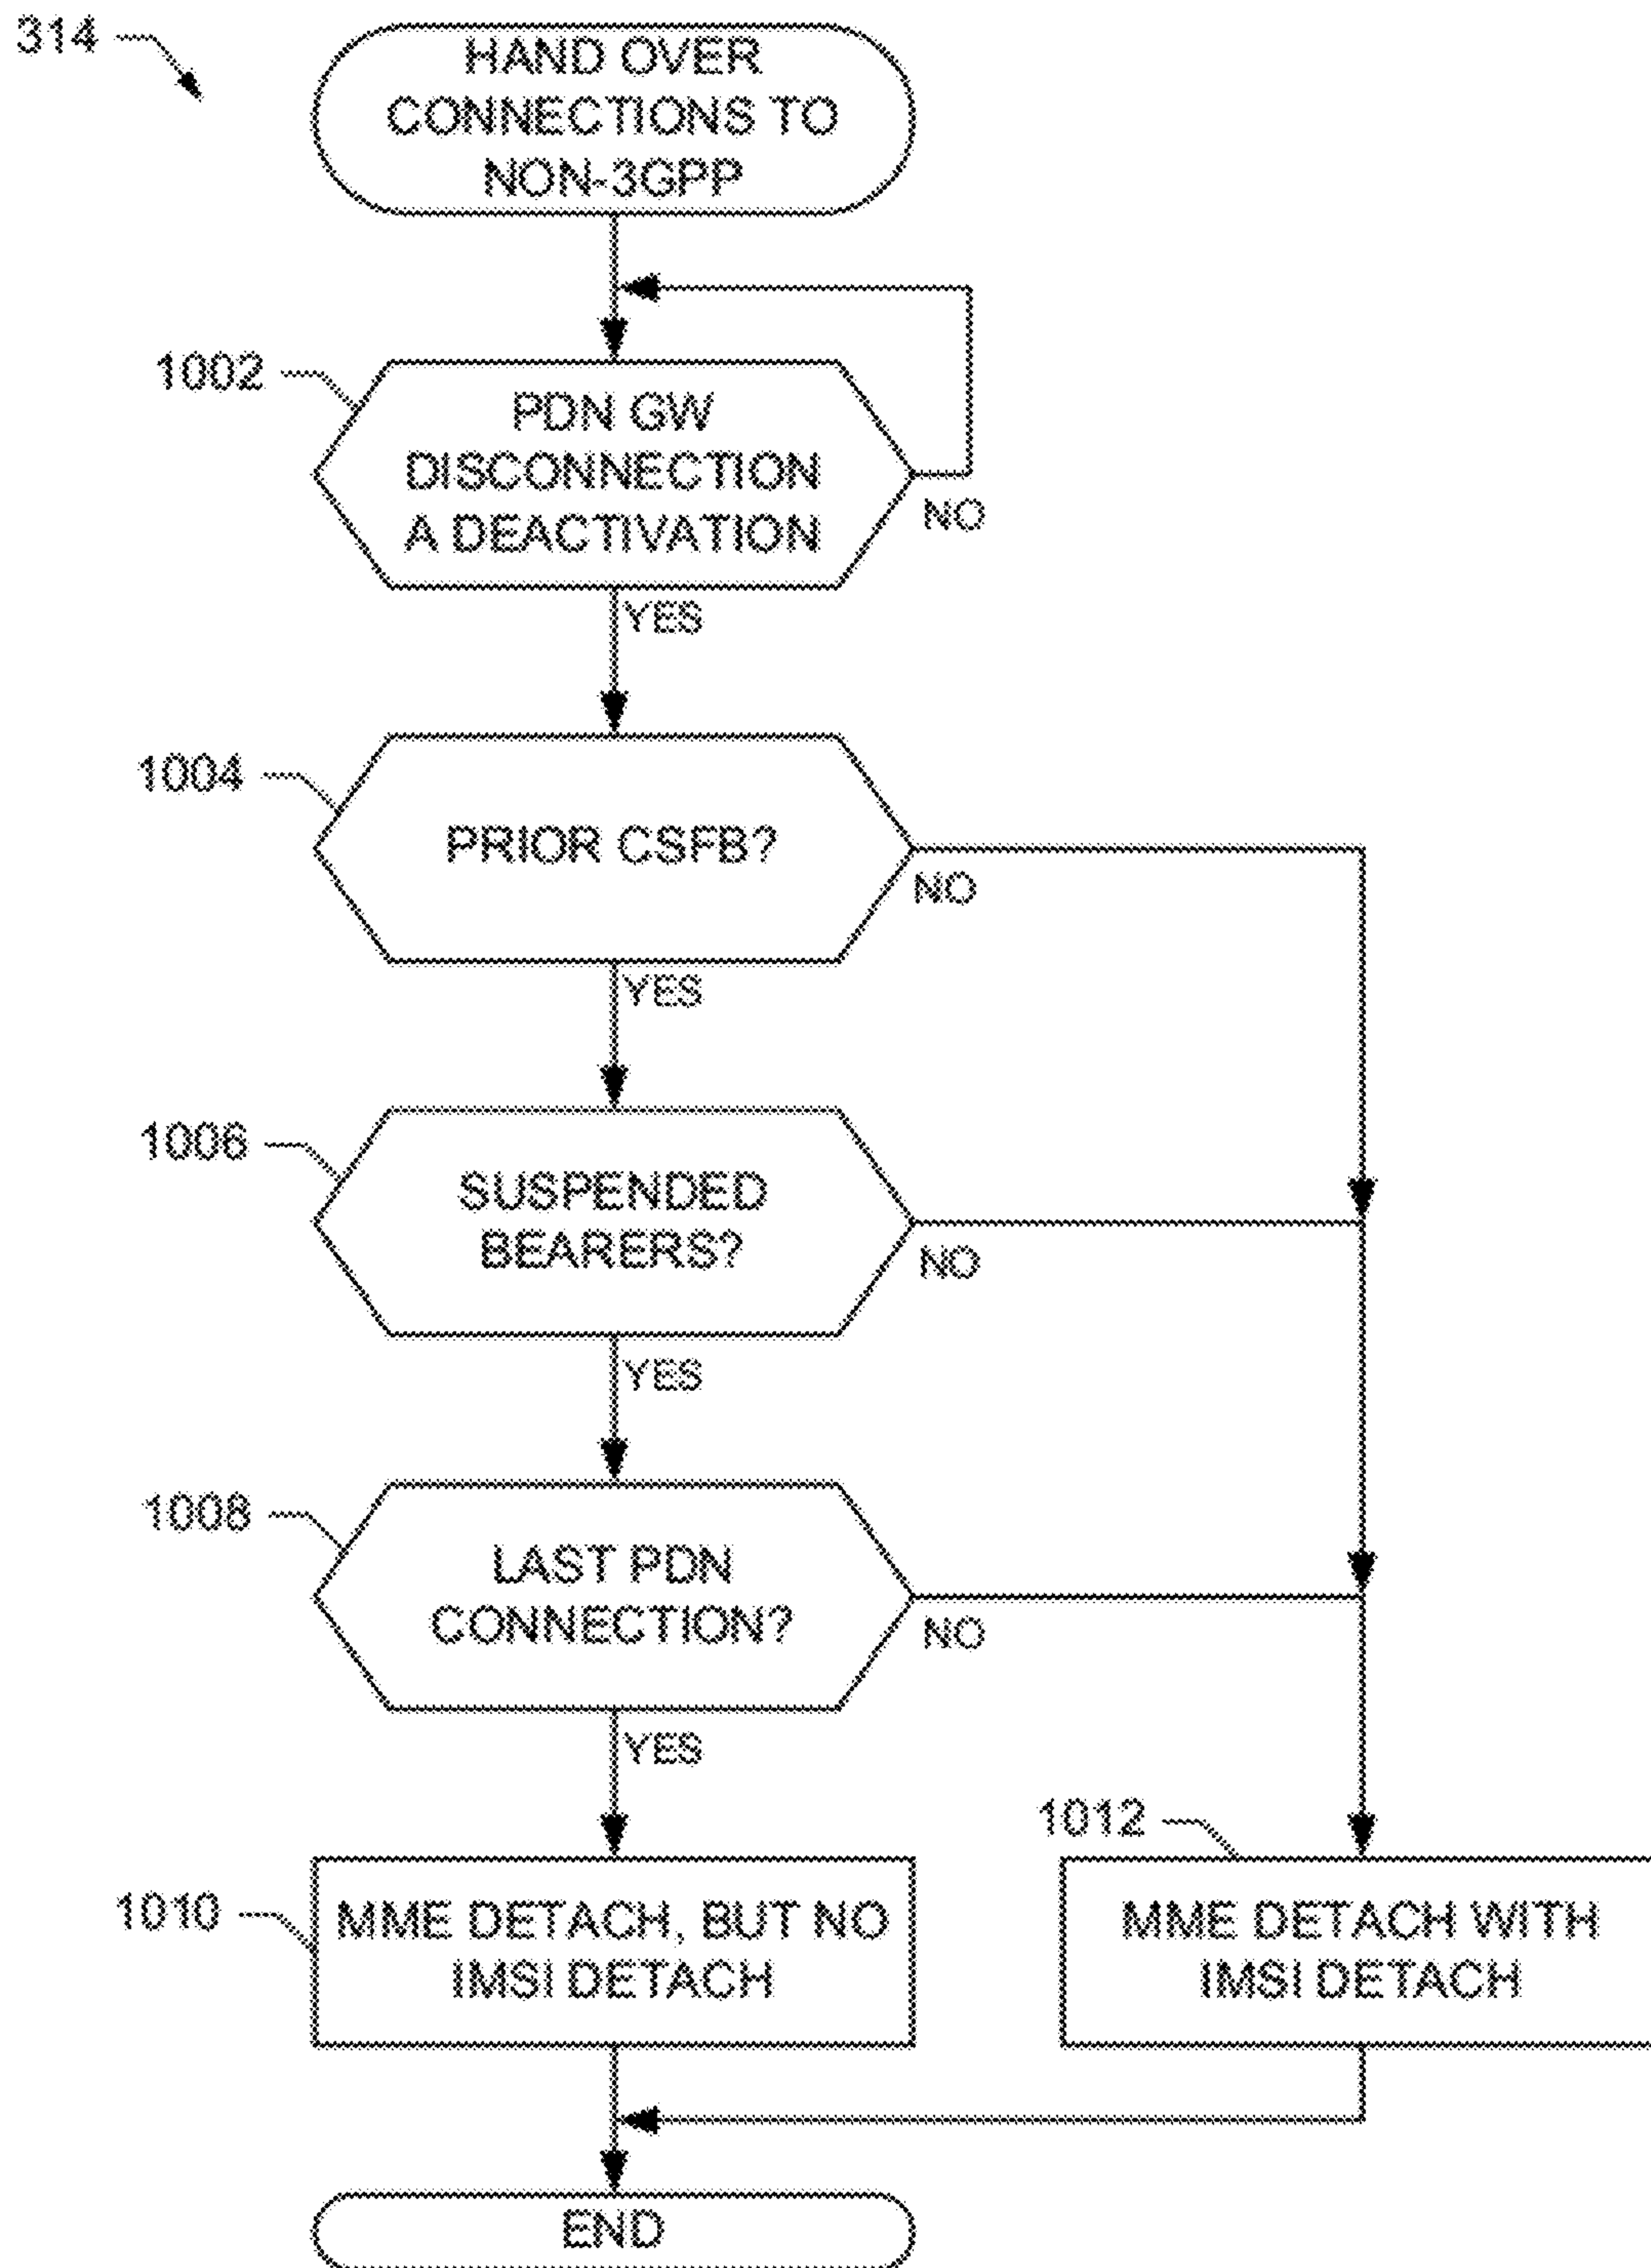 314
HAND OVER
CONNECTIONS TO
NON-3GPP
1002
PDN GW
DISCONNECTION
A DEACTIVATION
NO
YES
1004
PRIOR CSFB?
NO
YES
1006
SUSPENDED
BEARERS?
NO
YES
1008
LAST PDN
CONNECTION?
NO
YES
1010
MME DETACH, BUT NO
IMSI DETACH
1012
MME DETACH WITH
IMSI DETACH
END